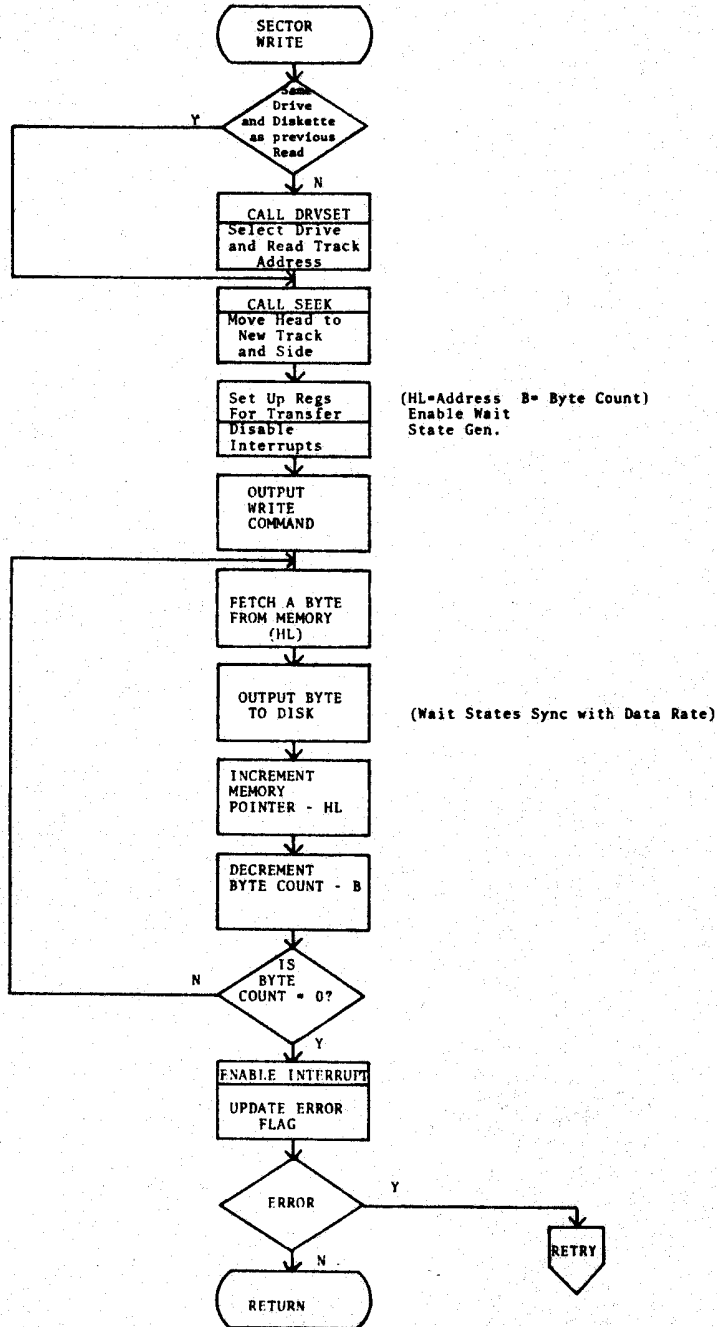 SECTOR
WRITE
Same
Drive
and Diskette
as previous
Read
Y
N
CALL DRVSET
Select Drive
and Read Track
Address
CALL SEEK
Move Head to
New Track
and Side
Set Up Regs
For Transfer
Disable
Interrupts
(HL=Address B= Byte Count)
Enable Wait
State Gen.
OUTPUT
WRITE
COMMAND
FETCH A BYTE
FROM MEMORY
(HL)
OUTPUT BYTE
TO DISK
(Wait States Sync with Data Rate)
INCREMENT
MEMORY
POINTER - HL
DECREMENT
BYTE COUNT - B
IS
BYTE
COUNT = 0?
N
Y
ENABLE INTERRUPT
UPDATE ERROR
FLAG
ERROR
Y
N
RETRY
RETURN